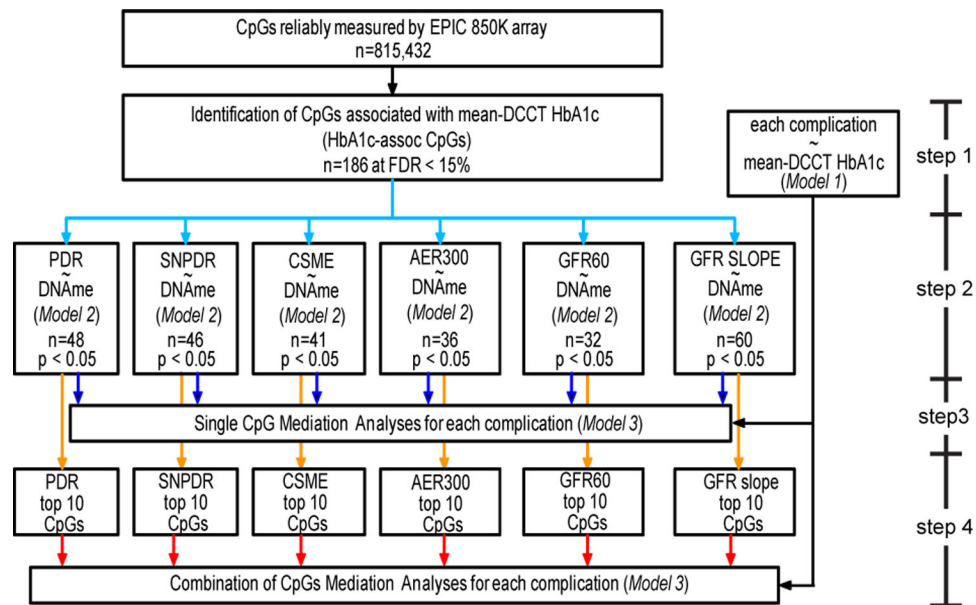 CpGs reliably measured by EPIC 850K array
n=815,432
Identification of CpGs associated with mean-DCCT HbA1c
(HbA1c-assoc CpGs)
n=186 at FDR < 15%
each complication
~
mean-DCCT HbA1c
(Model 1)
step 1
PDR
~
DNAme
(Model 2)
n=48
p < 0.05
SNPDR
~
DNAme
(Model 2)
n=46
p < 0.05
CSME
~
DNAme
(Model 2)
n=41
p < 0.05
AER300
~
DNAme
(Model 2)
n=36
p < 0.05
GFR60
~
DNAme
(Model 2)
n=32
p < 0.05
GFR SLOPE
~
DNAme
(Model 2)
n=60
p < 0.05
step 2
Single CpG Mediation Analyses for each complication (Model 3)
step3
PDR
top 10
CpGs
SNPDR
top 10
CpGs
CSME
top 10
CpGs
AER300
top 10
CpGs
GFR60
top 10
CpGs
GFR slope
top 10
CpGs
step 4
Combination of CpGs Mediation Analyses for each complication (Model 3)